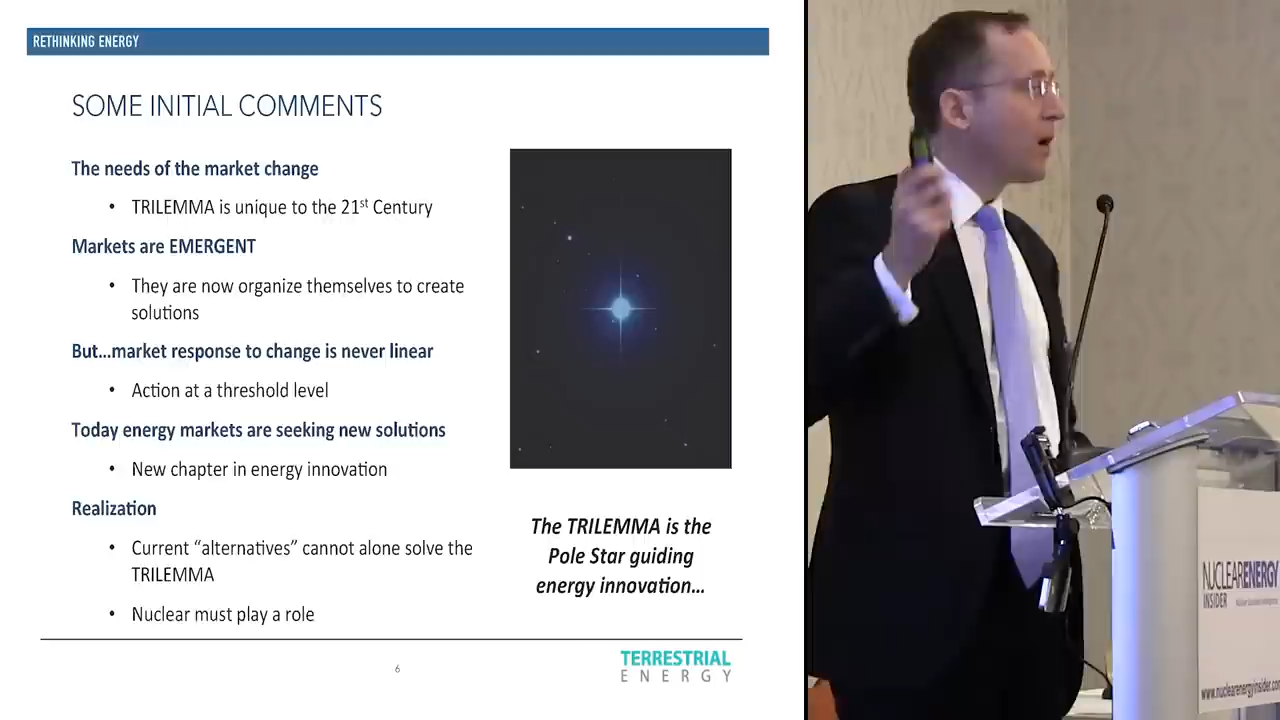 RETHINKING ENERGY
SOME INITIAL COMMENTS
The needs of the market change
• TRILEMMA is unique to the 21st Century
Markets are EMERGENT
• They are now organize themselves to create
solutions
But...market response to change is never linear
• Action at a threshold level
Today energy markets are seeking new solutions
• New chapter in energy innovation
Realization
• Current “alternatives” cannot alone solve the
TRILEMMA
• Nuclear must play a role
The TRILEMMA is the
Pole Star guiding
energy innovation...
6
TERRESTRIAL
ENERGY
NUCLEARENERGY
INSIDER
www.nuclearenergyinsider.com